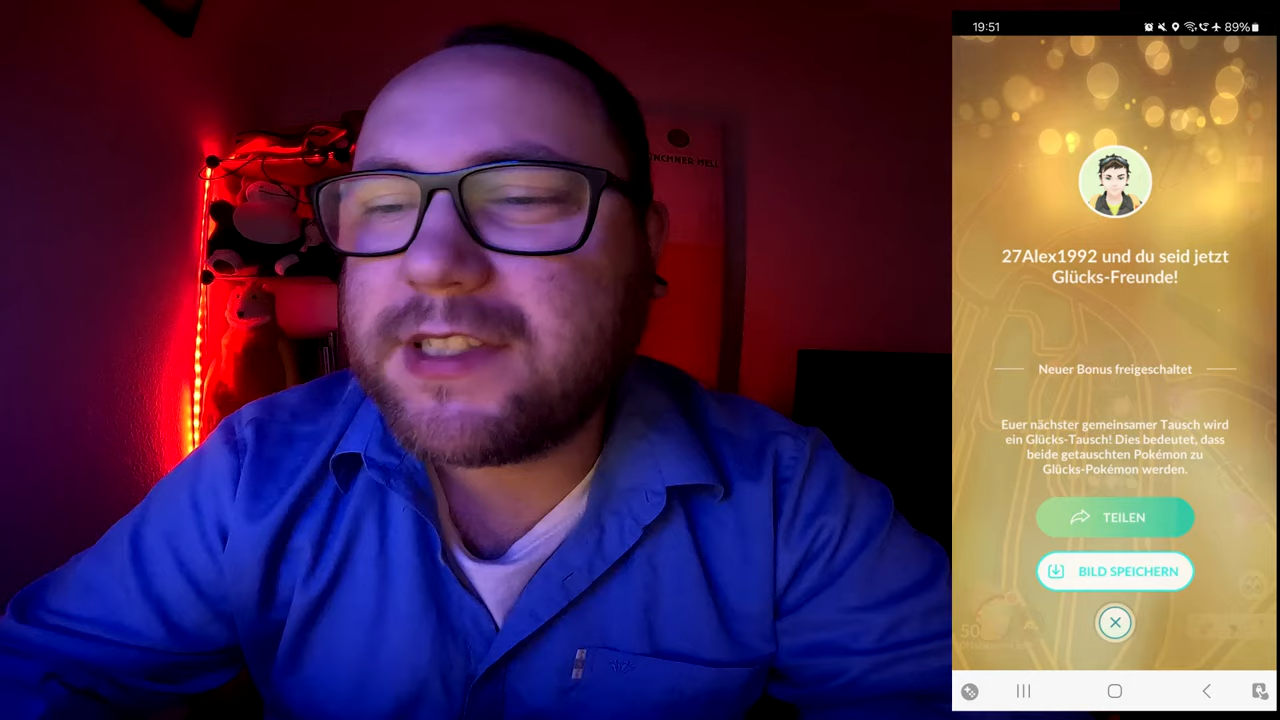 19:51
89%
27Alex1992 und du seid jetzt
Glücks-Freunde!
Neuer Bonus freigeschaltet
Euer nächster gemeinsamer Tausch wird
ein Glücks-Tausch! Dies bedeutet, dass
beide getauschten Pokémon zu
Glücks-Pokémon werden.
TEILEN
BILD SPEICHERN
50